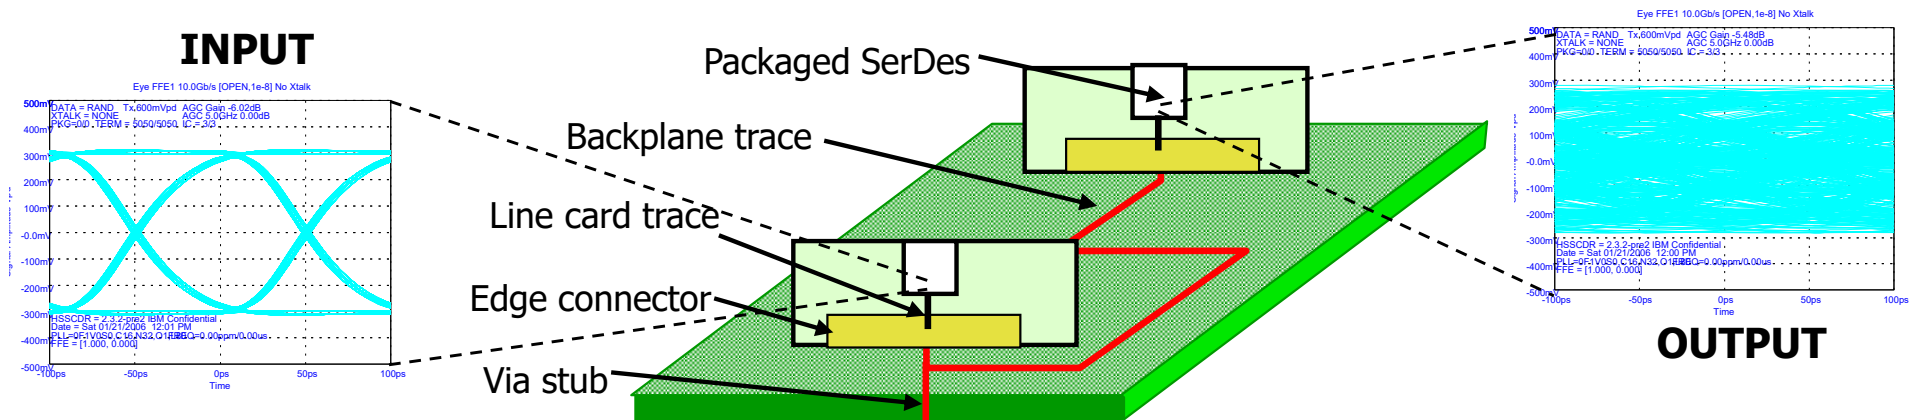 INPUT
Eye FFE1 10.0Gb/s [OPEN,1e-8] No Xtalk
500mV
DATA = RAND Tx 600mVpd AGC Gain -6.02dB
XTALK = NONE AGC 5.0GHz 0.00dB
PKG=0/0 TERM = 5050/5050 IC = 3/3
400mV
300mV
200mV
100mV
-0.0mV
-100mV
-200mV
-300mV
HSSCDR = 2.3.2-pre2 IBM Confidential
Date = Sat 01/21/2006 12:01 PM
-400mV
FFE = [1.000, 0.000]
-500mV
-100ps -50ps 0ps 50ps 100ps
Time
Packaged SerDes
Backplane trace
Line card trace
Edge connector
Via stub
Eye FFE1 10.0Gb/s [OPEN,1e-8] No Xtalk
500mV
DATA = RAND Tx 600mVpd AGC Gain -5.48dB
XTALK = NONE AGC 5.0GHz 0.00dB
PKG=0/0 TERM = 5050/5050 IC = 3/3
400mV
300mV
200mV
100mV
-0.0mV
-100mV
-200mV
-300mV
HSSCDR = 2.3.2-pre2 IBM Confidential
Date = Sat 01/21/2006 12:00 PM
-400mV
FFE = [1.000, 0.000]
-500mV
-100ps -50ps 0ps 50ps 100ps
Time
OUTPUT